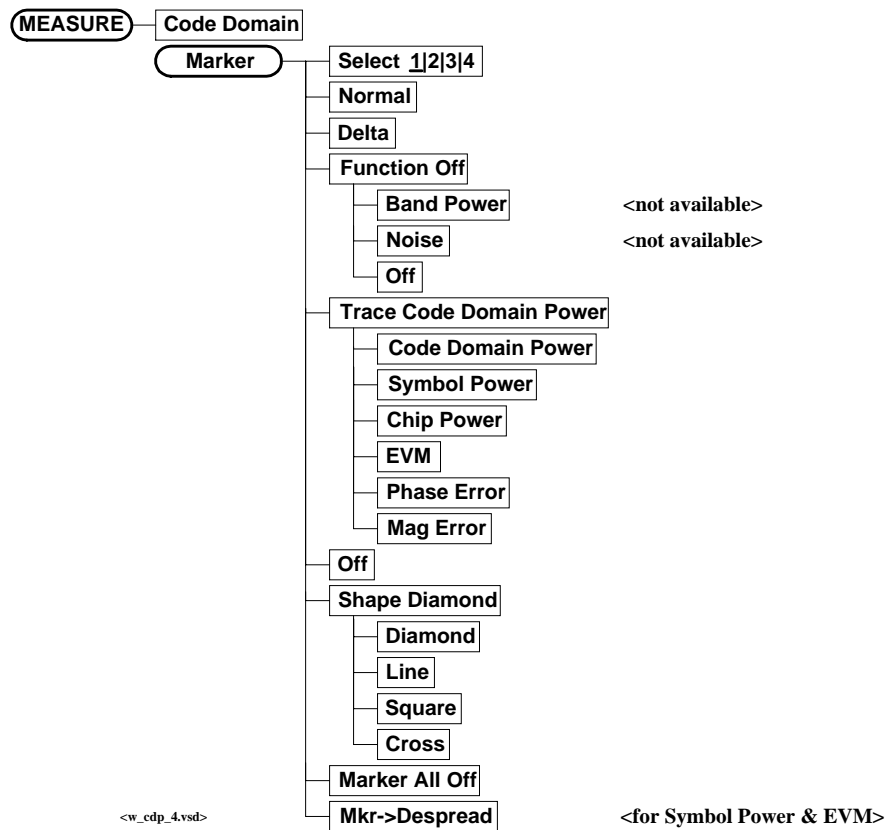 MEASURE Code Domain
Marker Select 1|2|3|4
Normal
Delta
Function Off
Band Power <not available>
Noise <not available>
Off
Trace Code Domain Power
Code Domain Power
Symbol Power
Chip Power
EVM
Phase Error
Mag Error
Off
Shape Diamond
Diamond
Line
Square
Cross
Marker All Off
<w_cdp_4.vsd> Mkr->Despread <for Symbol Power & EVM>